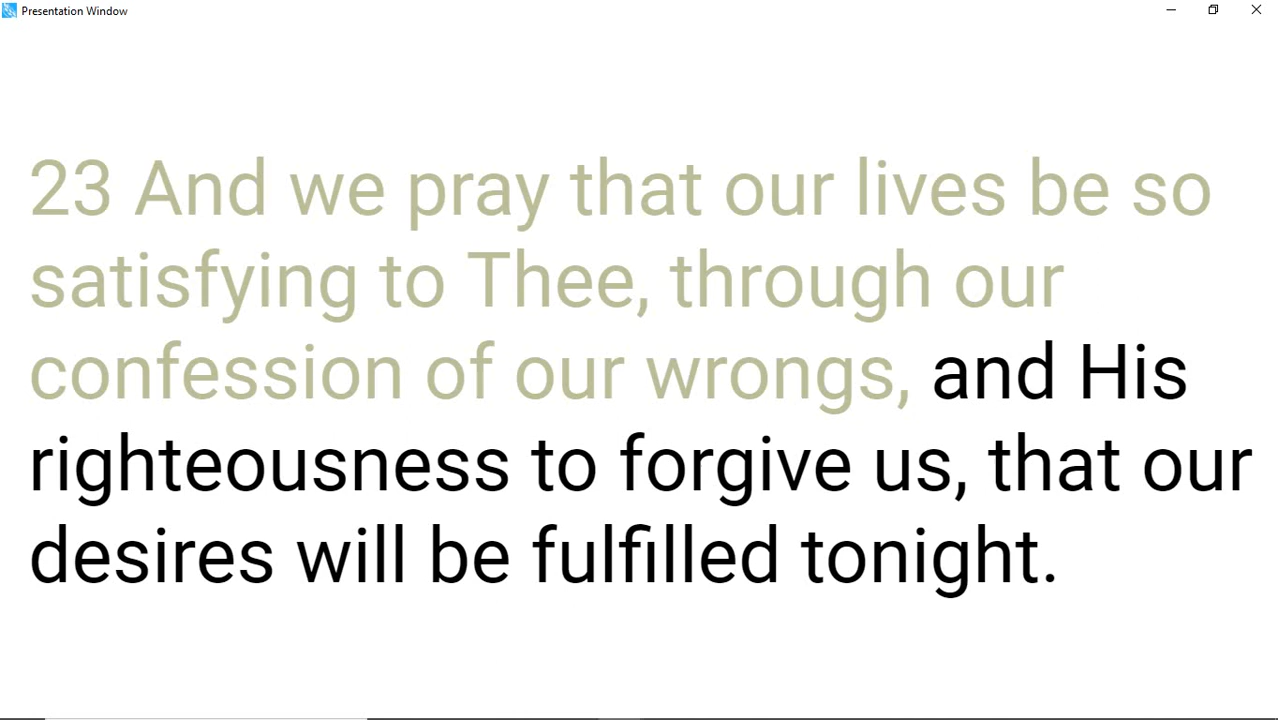 Presentation Window
23 And we pray that our lives be so
satisfying to Thee, through our
confession of our wrongs, and His
righteousness to forgive us, that our
desires will be fulfilled tonight.